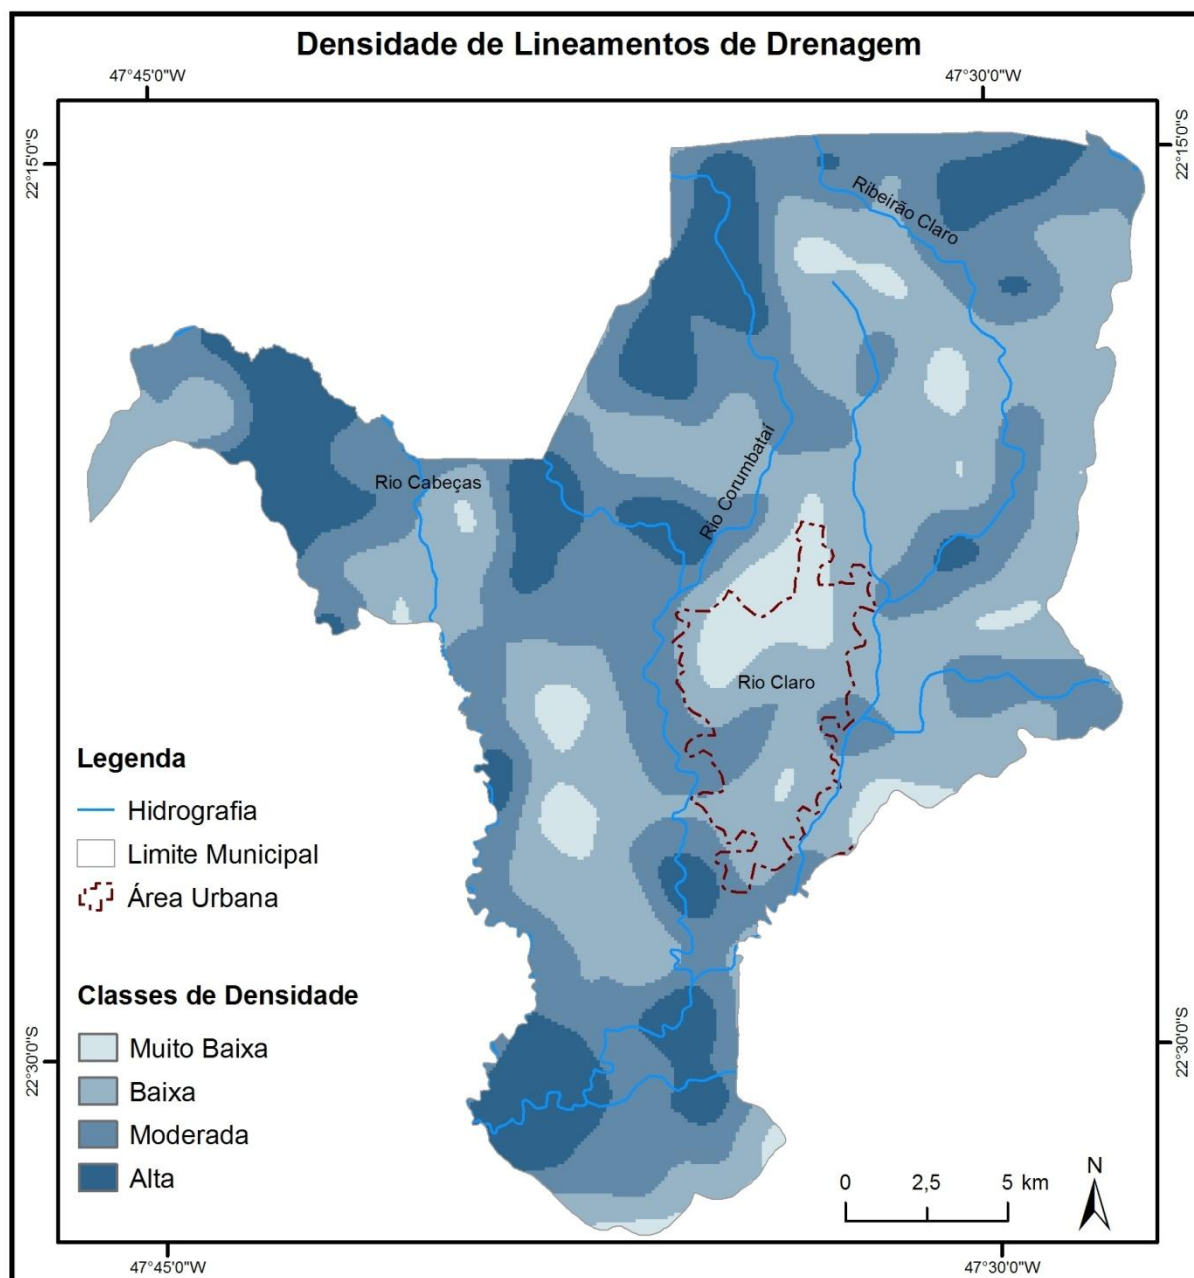 Densidade de Lineamentos de Drenagem
47°45'0"W
47°30'0"W
22°15'0"S
22°15'0"S
Ribeirão Claro
Rio Corumbataí
Rio Cabeças
Rio Claro
Legenda
Hidrografia
Limite Municipal
Área Urbana
Classes de Densidade
Muito Baixa
Baixa
Moderada
Alta
22°30'0"S
22°30'0"S
0 2,5 5 km
N
47°45'0"W
47°30'0"W